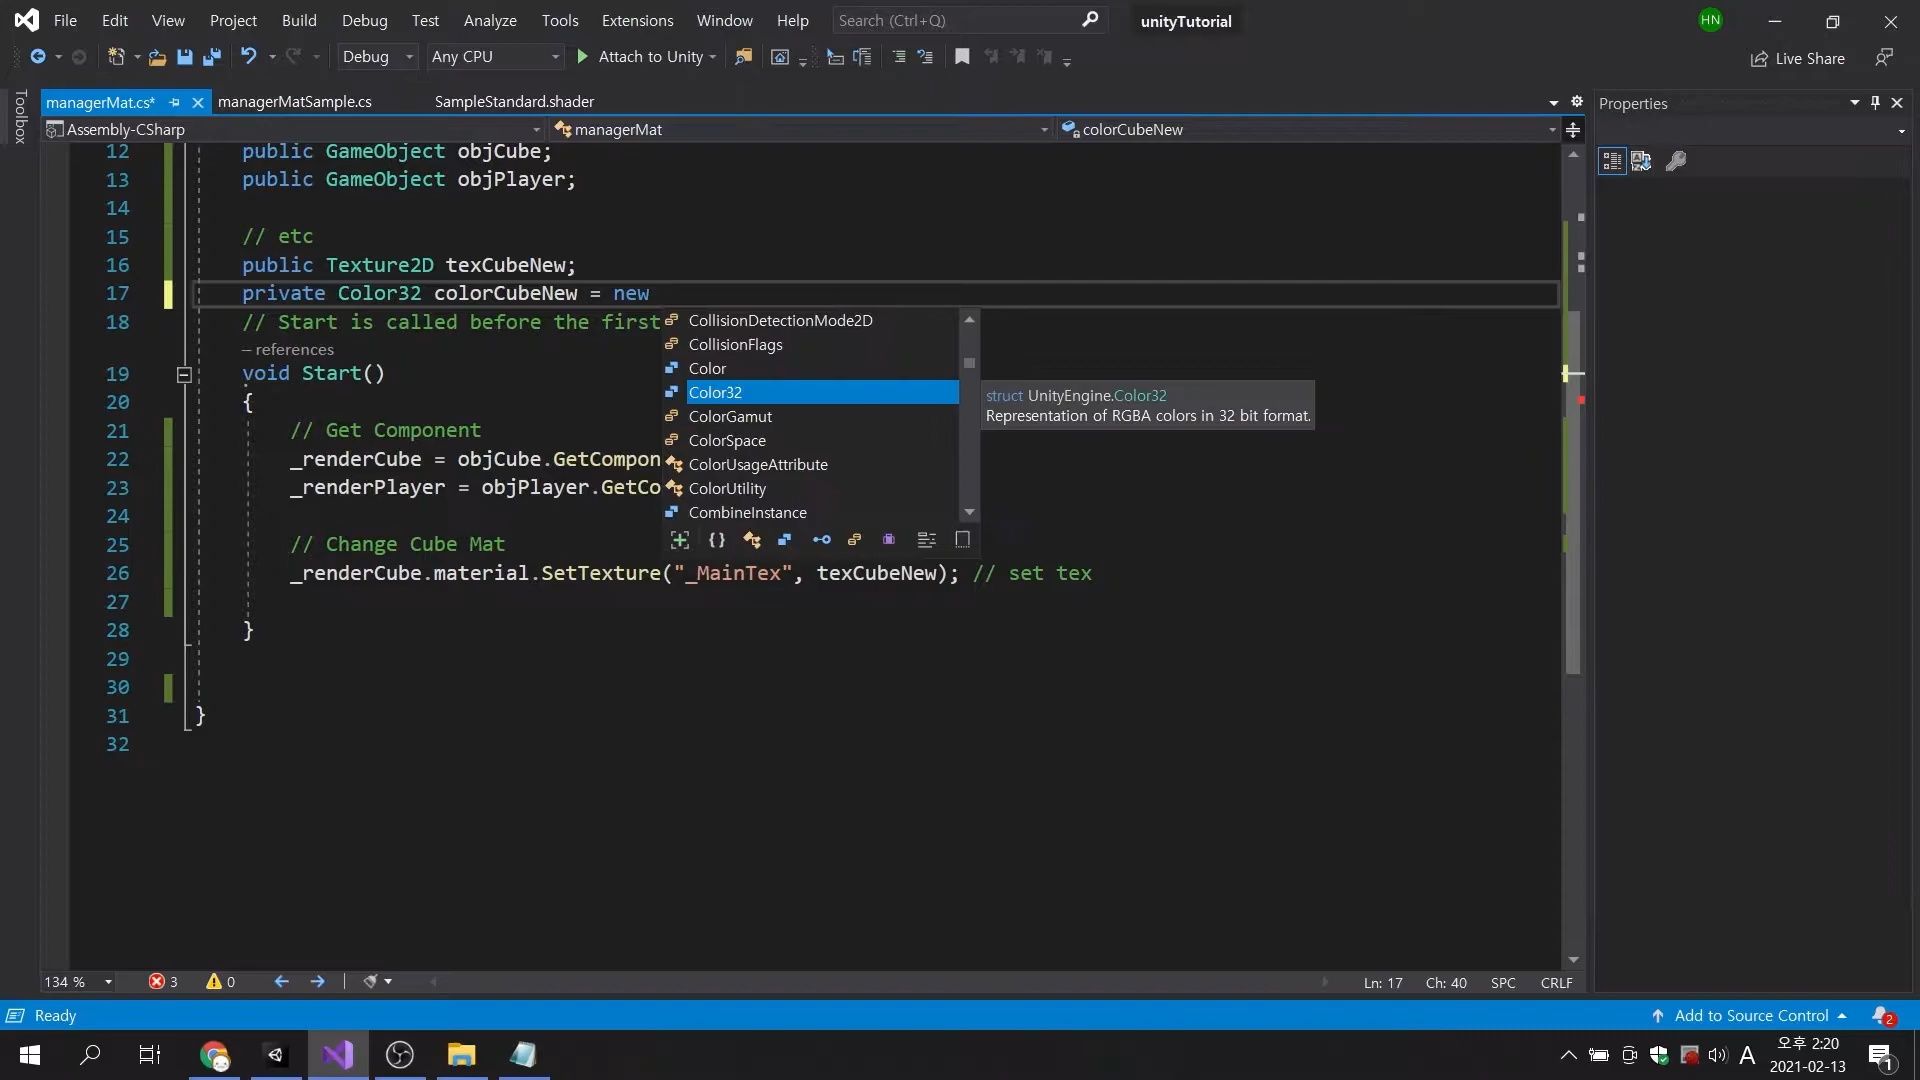 File Edit View Project Build Debug Test Analyze Tools Extensions Window Help Search (Ctrl+Q) unityTutorial HN
Debug Any CPU Attach to Unity Live Share
Toolbox
managerMat.cs* managerMatSample.cs SampleStandard.shader
Properties
Assembly-CSharp managerMat colorCubeNew
12 public GameObject objCube;
13 public GameObject objPlayer;
14
15 // etc
16 public Texture2D texCubeNew;
17 private Color32 colorCubeNew = new
18 // Start is called before the first
– references
19 void Start()
20 {
21 // Get Component
22 _renderCube = objCube.GetCompon
23 _renderPlayer = objPlayer.GetCo
24
25 // Change Cube Mat
26 _renderCube.material.SetTexture("_MainTex", texCubeNew); // set tex
27
28 }
29
30
31 }
32
CollisionDetectionMode2D
CollisionFlags
Color
Color32
ColorGamut
ColorSpace
ColorUsageAttribute
ColorUtility
CombineInstance
struct UnityEngine.Color32
Representation of RGBA colors in 32 bit format.
134 % 3 0 Ln: 17 Ch: 40 SPC CRLF
Ready Add to Source Control 2
A 오후 2:20
2021-02-13 1